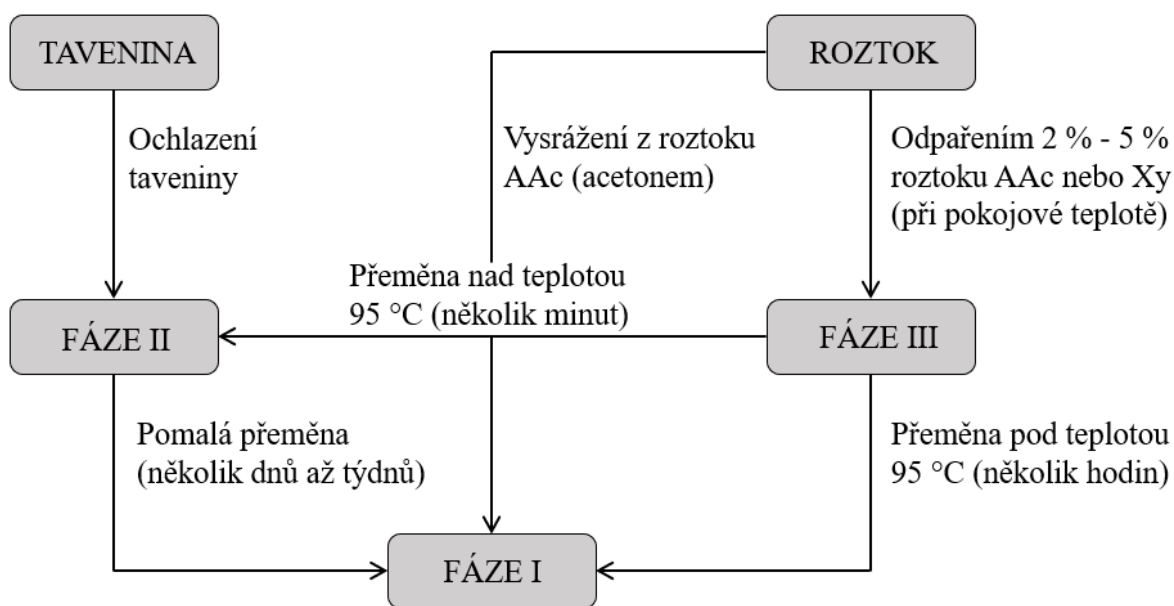 TAVENINA
ROZTOK
Ochlazení
taveniny
Vysrážení z roztoku
AAc (acetonem)
Odpařením 2 % - 5 %
roztoku AAc nebo Xy
(při pokojové teplotě)
Přeměna nad teplotou
95 °C (několik minut)
FÁZE II
FÁZE III
Pomalá přeměna
(několik dnů až týdnů)
Přeměna pod teplotou
95 °C (několik hodin)
FÁZE I